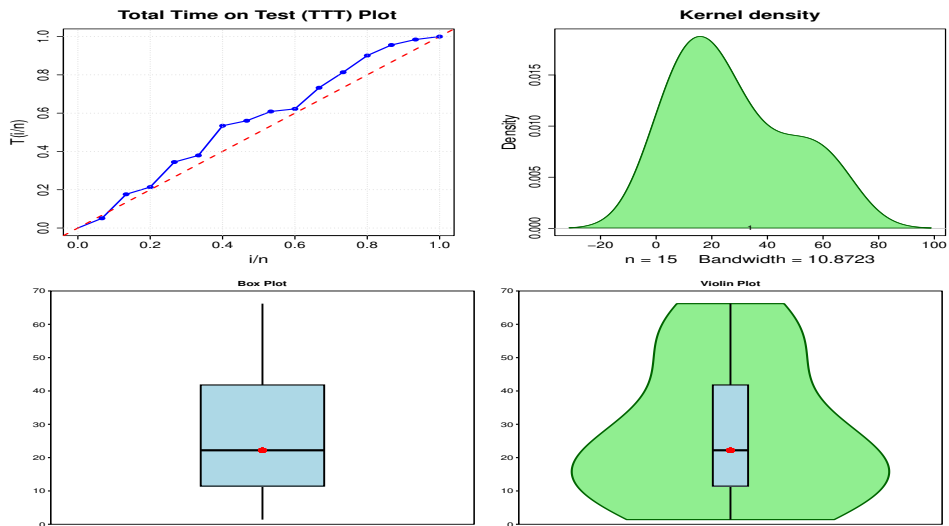 Total Time on Test (TTT) Plot
T(i/n)
1.0
0.8
0.6
0.4
0.2
0.0
0.0 0.2 0.4 0.6 0.8 1.0
i/n
Kernel density
Density
0.015
0.010
0.005
0.000
1
−20 0 20 40 60 80 100
n = 15 Bandwidth = 10.8723
Box Plot
70
60
50
40
30
20
10
0
Violin Plot
70
60
50
40
30
20
10
0